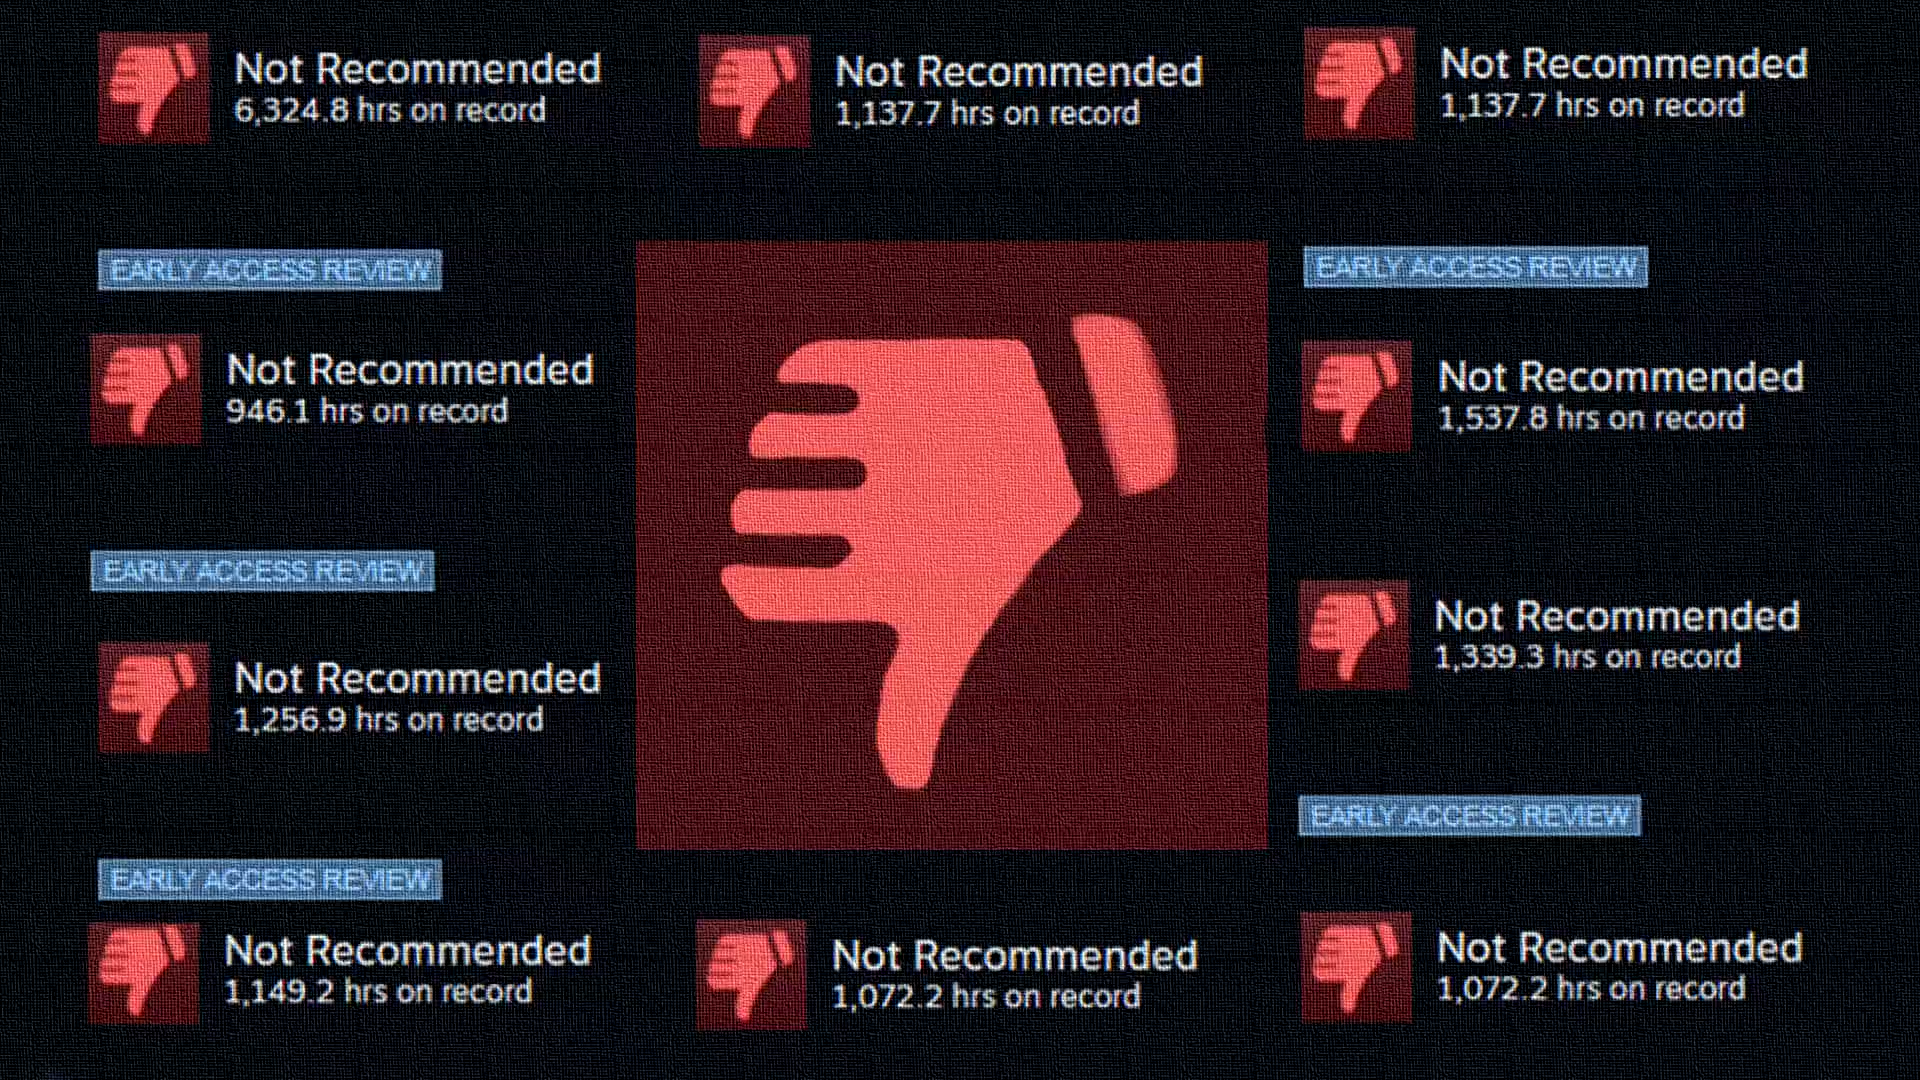 Not Recommended
6,324.8 hrs on record
Not Recommended
1,137.7 hrs on record
Not Recommended
1,137.7 hrs on record
EARLY ACCESS REVIEW
EARLY ACCESS REVIEW
Not Recommended
946.1 hrs on record
Not Recommended
1,537.8 hrs on record
EARLY ACCESS REVIEW
Not Recommended
1,339.3 hrs on record
Not Recommended
1,256.9 hrs on record
EARLY ACCESS REVIEW
EARLY ACCESS REVIEW
Not Recommended
1,149.2 hrs on record
Not Recommended
1,072.2 hrs on record
Not Recommended
1,072.2 hrs on record